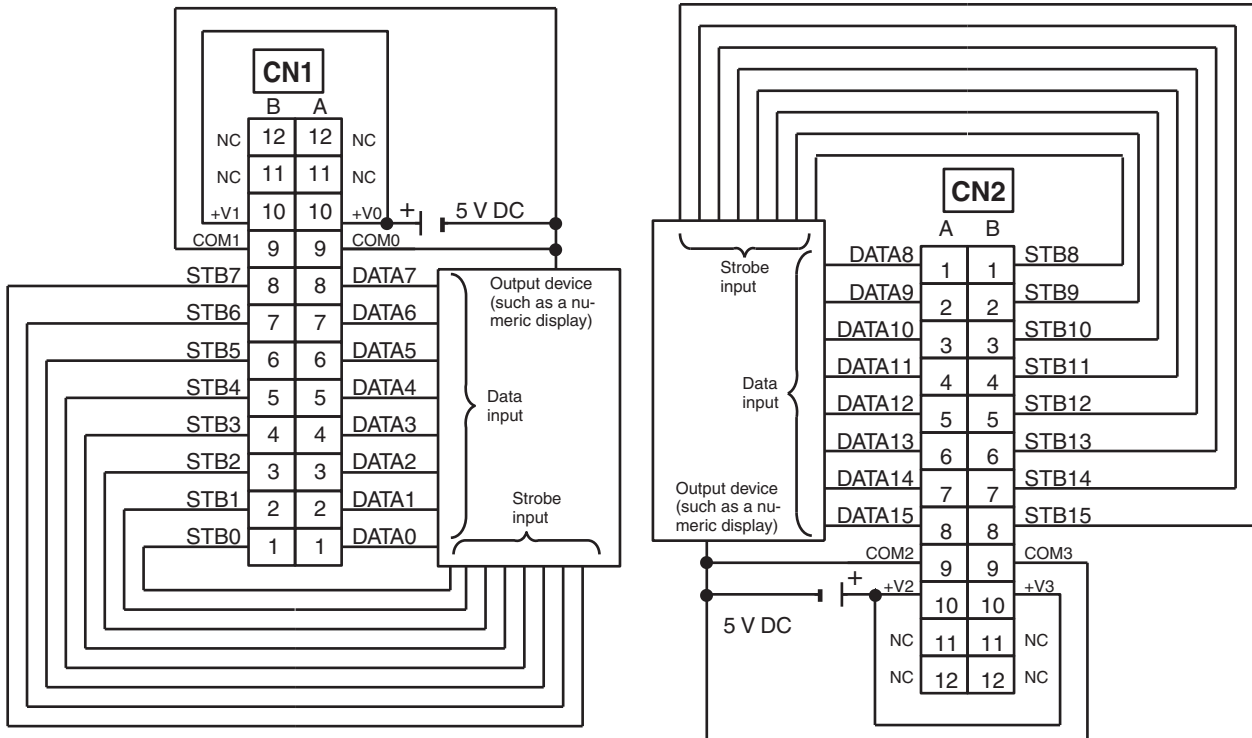 CN1
B A
NC 12 12 NC
NC 11 11 NC
+V1 10 10 +V0 + 5 V DC
COM1 9 9 COM0
STB7 8 8 DATA7
STB6 7 7 DATA6
STB5 6 6 DATA5
STB4 5 5 DATA4
STB3 4 4 DATA3
STB2 3 3 DATA2
STB1 2 2 DATA1
STB0 1 1 DATA0
Output device
(such as a nu-
meric display)
Data
input
Strobe
input
CN2
A B
Strobe
input
DATA8 1 1 STB8
DATA9 2 2 STB9
DATA10 3 3 STB10
DATA11 4 4 STB11
DATA12 5 5 STB12
DATA13 6 6 STB13
DATA14 7 7 STB14
DATA15 8 8 STB15
COM2 9 9 COM3
+ +V2 10 10 +V3
NC 11 11 NC
NC 12 12 NC
Data
input
Output device
(such as a nu-
meric display)
5 V DC